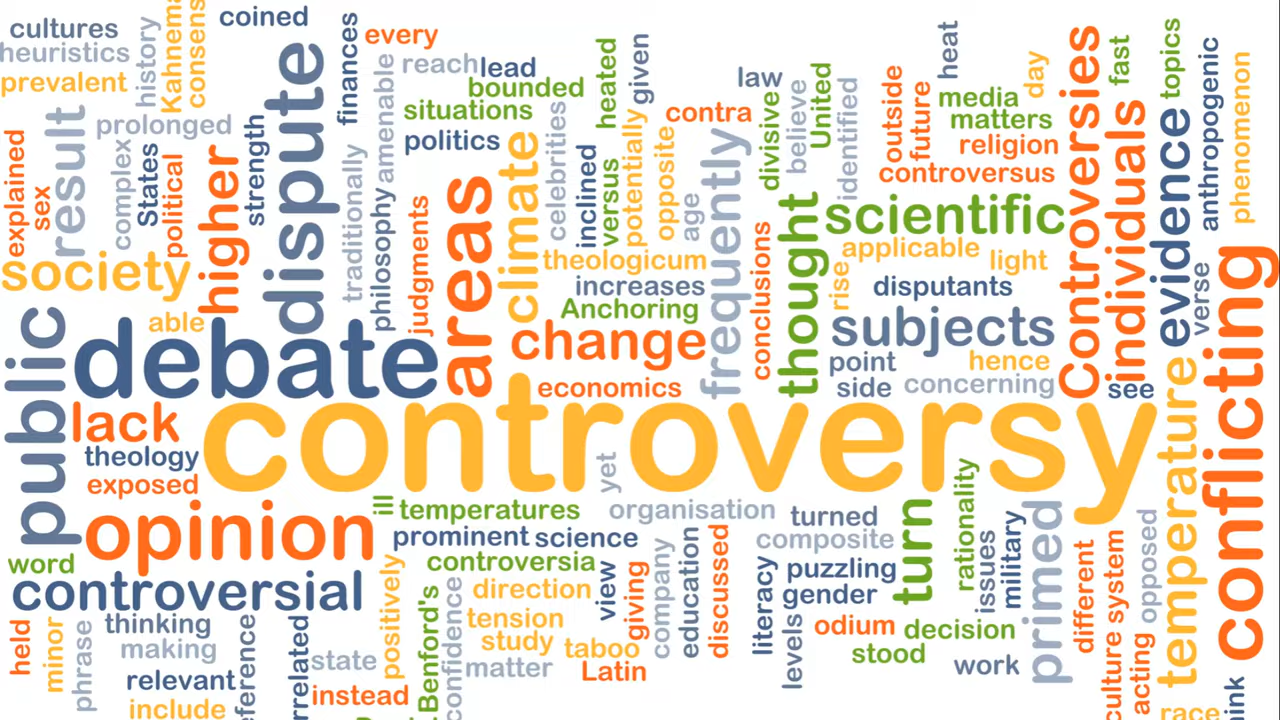 cultures
heuristics
prevalent
history
consens
coined
finances
every
reach
lead
bounded
situations
politics
amenable
heated
given
law
contra
divisive
believe
United
identified
outside
future
heat
media
matters
religion
controversus
day
Controversies
fast
topics
anthropogenic
phenomenon
explained
sex
result
prolonged
complex
States
political
higher
strength
dispute
traditionally
philosophy
judgments
areas
climate
celebrities
inclined
versus
potentially
opposite
age
frequently
conclusions
thought
scientific
applicable
light
rise
disputants
individuals
evidence
verse
society
able
theologicum
increases
Anchoring
change
economics
subjects
point
hence
side
concerning
see
public
debate
lack
theology
exposed
controversy
conflicting
temperature
opinion
ill
temperatures
yet
organisation
turned
composite
turn
rationality
primed
word
controversial
prominent
science
controversia
direction
tension
study
taboo
matter
Latin
positively
Benford's
confidence
view
giving
company
education
discussed
literacy
levels
puzzling
gender
odium
decision
stood
work
issues
military
different
system
culture
opposed
acting
held
minor
phrase
thinking
making
relevant
include
state
instead
race